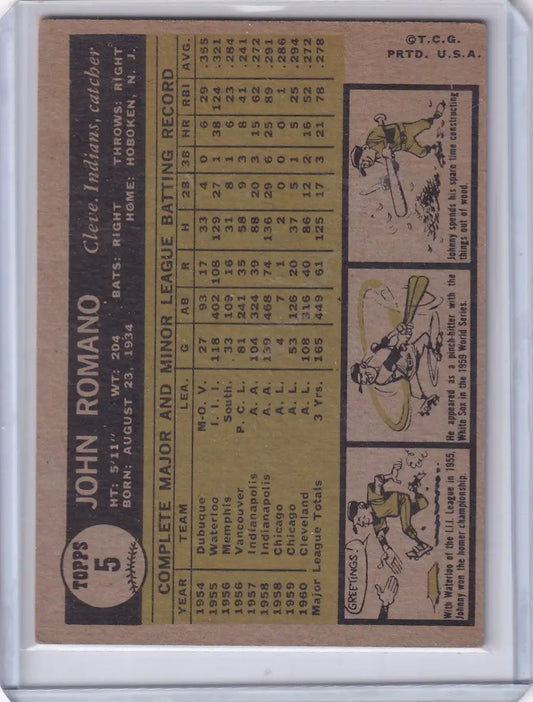 TOPPS
5
JOHN ROMANO
Cleve. Indians, catcher
HT: 5'11" WT: 204 BATS: RIGHT THROWS: RIGHT
BORN: AUGUST 23, 1934 HOME: HOBOKEN, N. J.
COMPLETE MAJOR AND MINOR LEAGUE BATTING RECORD
YEAR TEAM LEA. G AB R H 2B 3B HR RBI AVG.
1954 Dubuque M-O. V. 27 93 17 33 4 0 6 29 .355
1955 Waterloo I. I. I. 118 402 108 129 27 1 38 124 .321
1956 Memphis South. 33 109 16 31 8 3 6 23 .284
1956 Vancouver P. C. L. 81 241 35 58 9 4 8 41 .241
1957 Indianapolis A. A. 104 324 39 88 20 3 15 62 .272
1958 Indianapolis A. A. 139 468 74 136 29 6 25 89 .291
1958 Chicago A. L. 4 7 1 2 0 0 0 1 .286
1959 Chicago A. L. 53 126 20 37 5 1 5 25 .294
1960 Cleveland A. L. 108 316 40 86 12 2 16 52 .272
Major League Totals 3 Yrs. 165 449 61 125 17 3 21 78 .278
GREETINGS!
With Waterloo of the I.I.I. League in 1955,
Johnny won the homer championship.
He appeared as a pinch-hitter with the
White Sox in the 1959 World Series.
Johnny spends his spare time constructing
things out of wood.
©T.C.G.
PRTD. U.S.A.